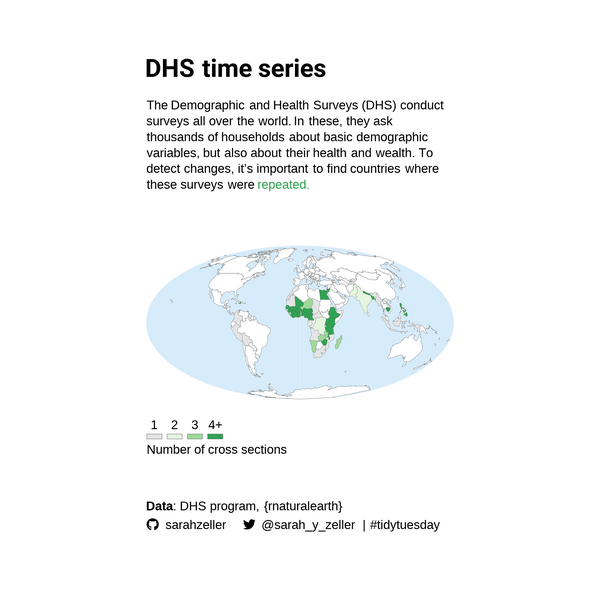 DHS time series
The Demographic and Health Surveys (DHS) conduct
surveys all over the world. In these, they ask
thousands of households about basic demographic
variables, but also about their health and wealth. To
detect changes, it's important to find countries where
these surveys were repeated.
1 2 3 4+
Number of cross sections
Data: DHS program, {rnaturalearth}
sarahzeller @sarah_y_zeller | #tidytuesday